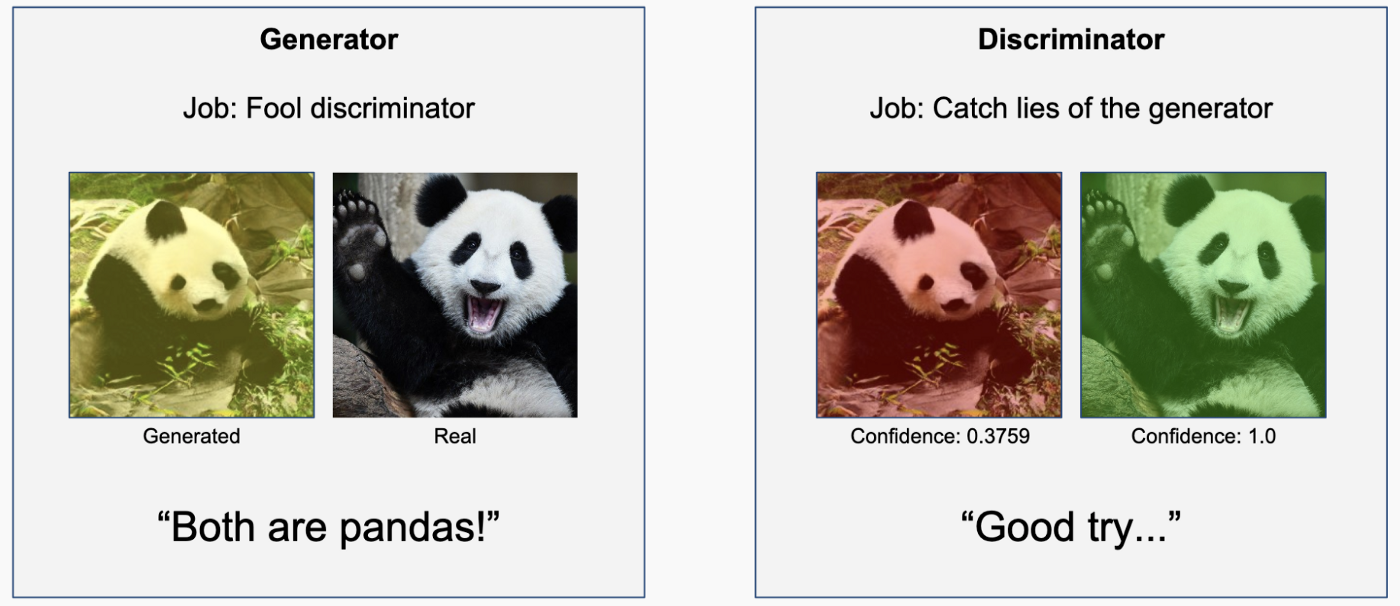 Generator
Job: Fool discriminator
Generated
Real
“Both are pandas!”
Discriminator
Job: Catch lies of the generator
Confidence: 0.3759
Confidence: 1.0
“Good try...”